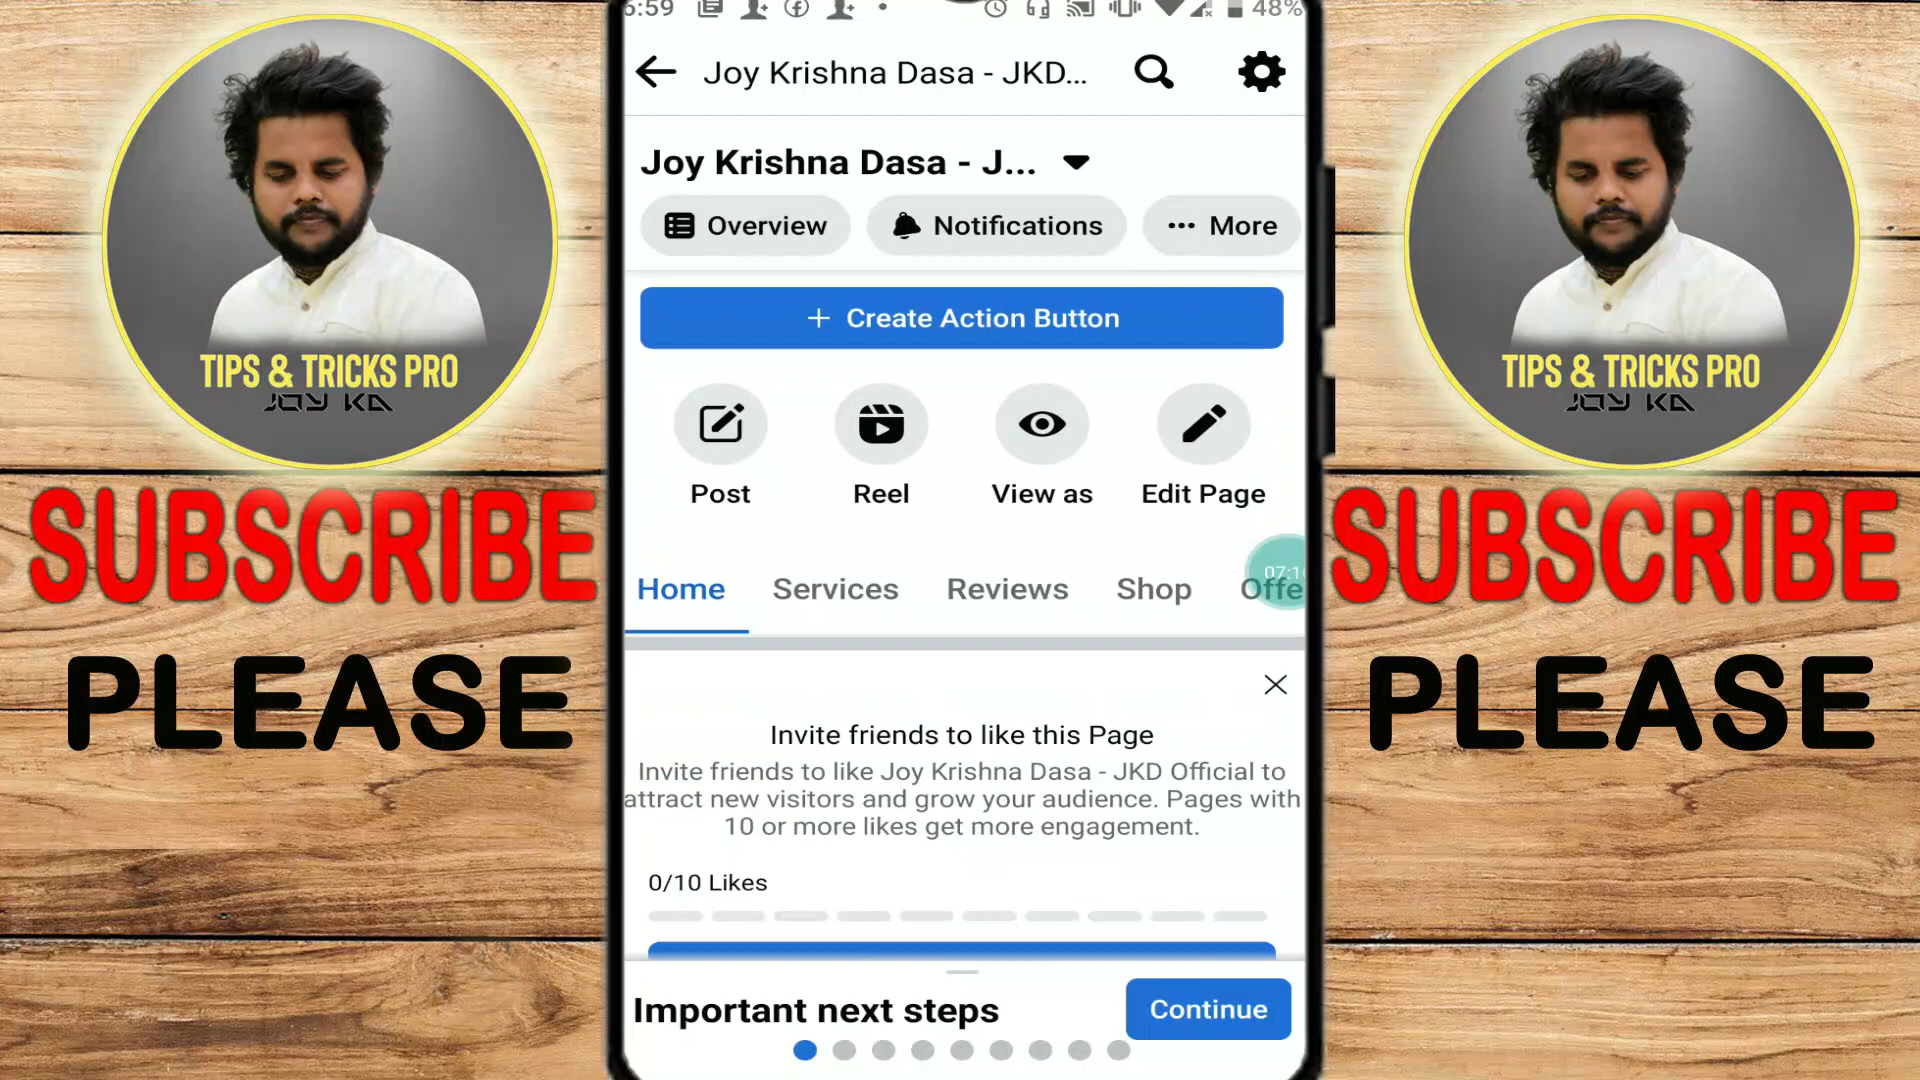 TIPS & TRICKS PRO
JOY KD
SUBSCRIBE
PLEASE
6:59
48%
Joy Krishna Dasa - JKD...
Joy Krishna Dasa - J...
Overview
Notifications
More
Create Action Button
Post
Reel
View as
Edit Page
Home
Services
Reviews
Shop
Offe
Invite friends to like this Page
Invite friends to like Joy Krishna Dasa - JKD Official to
attract new visitors and grow your audience. Pages with
10 or more likes get more engagement.
0/10 Likes
Important next steps
Continue
TIPS & TRICKS PRO
JOY KD
SUBSCRIBE
PLEASE